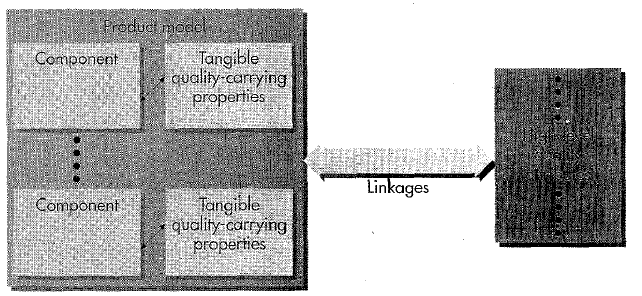 Product model
Component
Tangible
quality-carrying
properties
Component
Tangible
quality-carrying
properties
Linkages